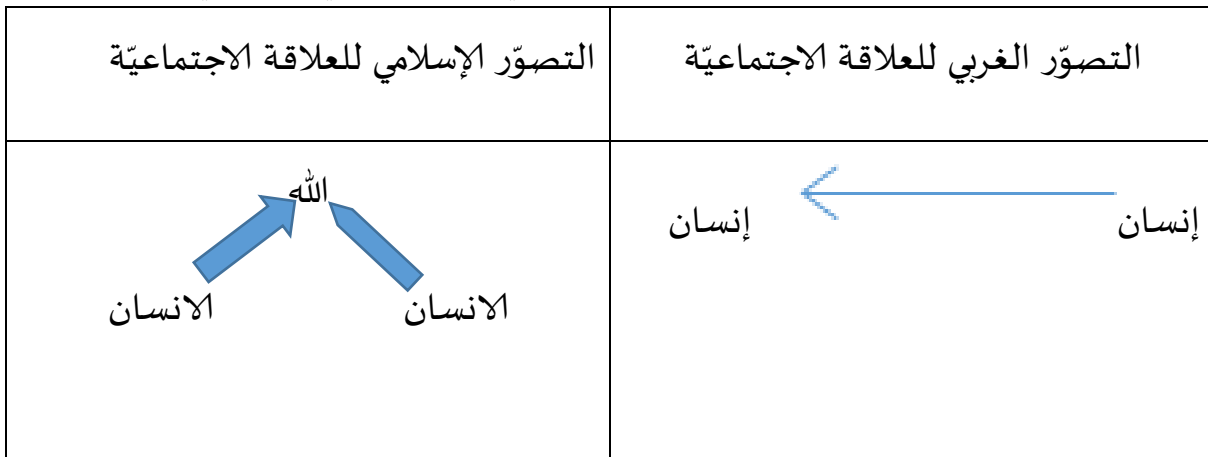 التصوّر الغربي للعلاقة الاجتماعيّة
التصوّر الإسلامي للعلاقة الاجتماعيّة
إنسان
إنسان
الله
الانسان
الانسان